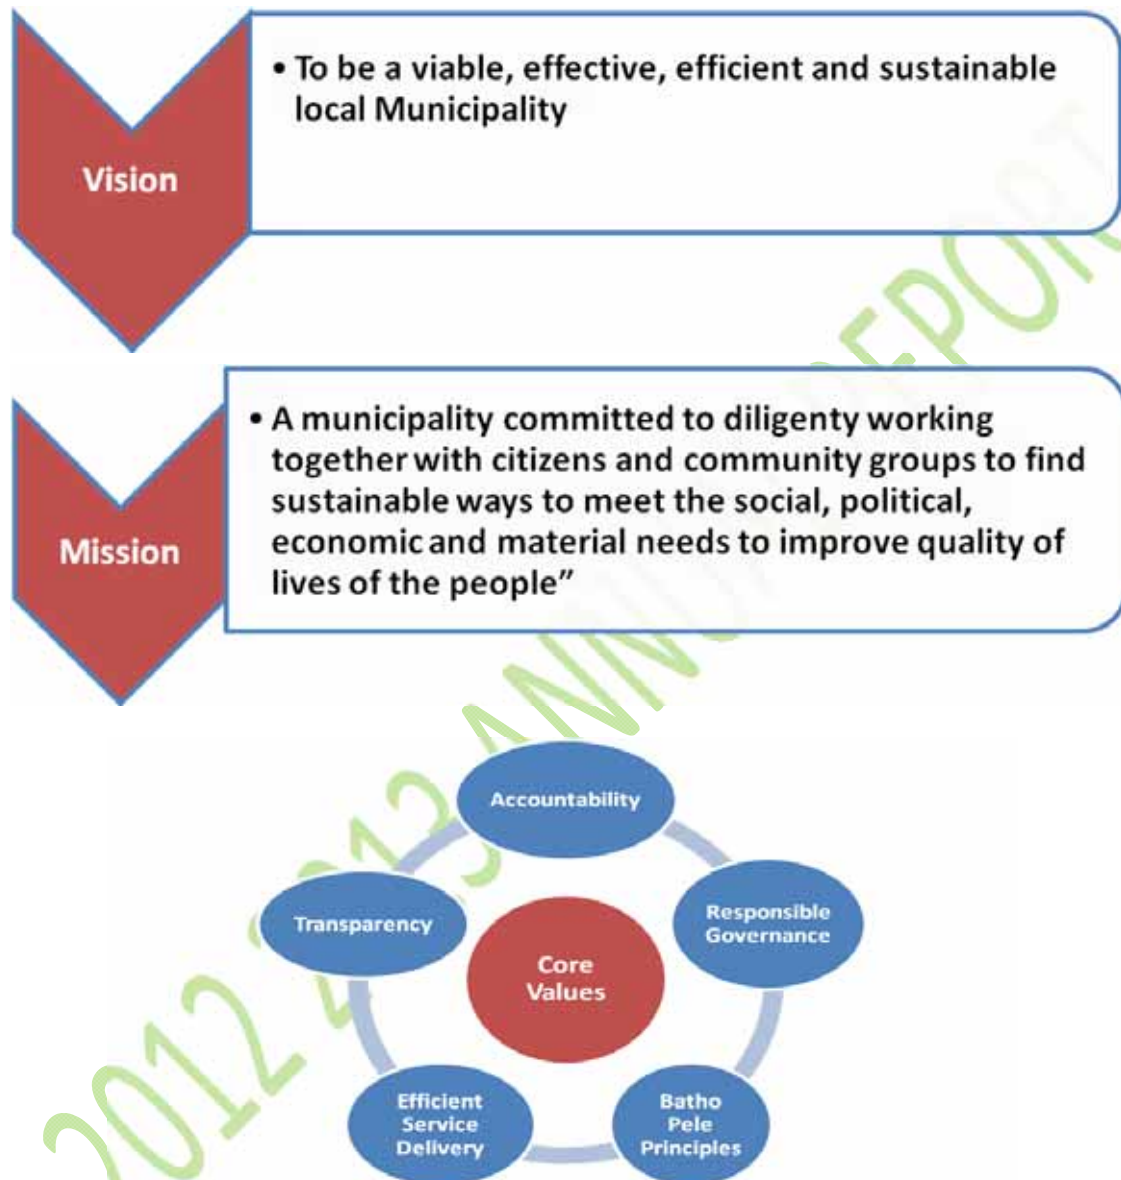 Vision
• To be a viable, effective, efficient and sustainable
local Municipality
Mission
• A municipality committed to diligenty working
together with citizens and community groups to find
sustainable ways to meet the social, political,
economic and material needs to improve quality of
lives of the people”
Accountability
Responsible
Governance
Batho
Pele
Principles
Efficient
Service
Delivery
Transparency
Core
Values
2012 2013 ANNUAL REPORT